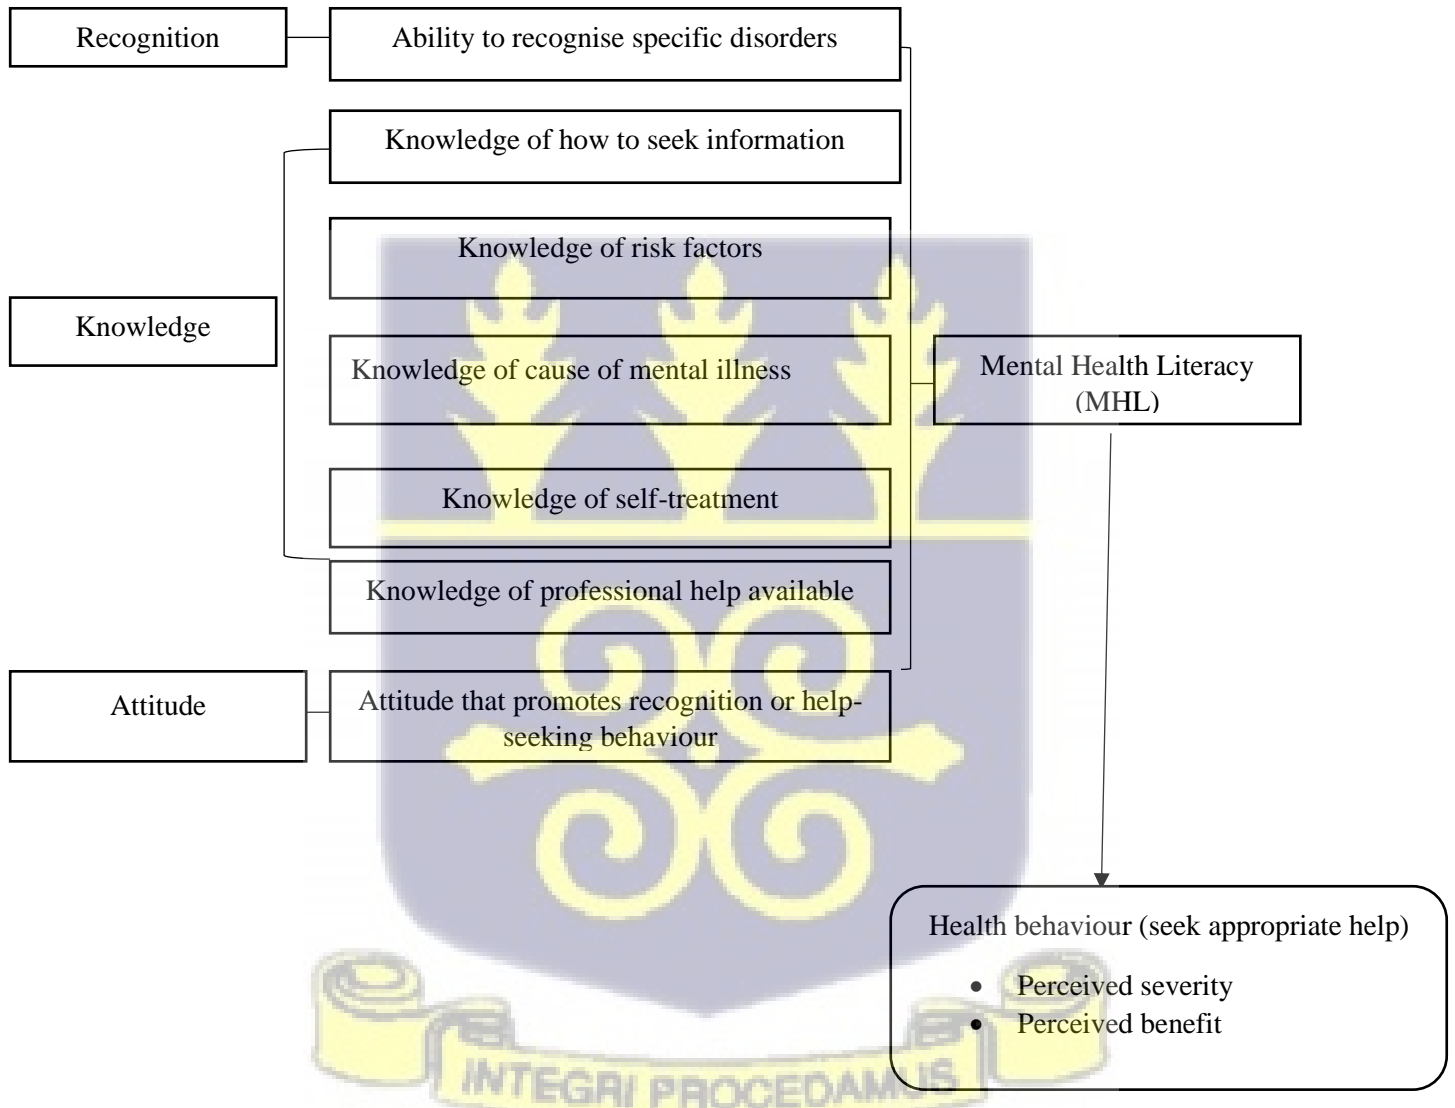 Recognition
Ability to recognise specific disorders
Knowledge of how to seek information
Knowledge of risk factors
Knowledge
Knowledge of cause of mental illness
Mental Health Literacy
(MHL)
Knowledge of self-treatment
Knowledge of professional help available
Attitude
Attitude that promotes recognition or help-
seeking behaviour
Health behaviour (seek appropriate help)
• Perceived severity
• Perceived benefit
INTEGRI PROCEDAMUS